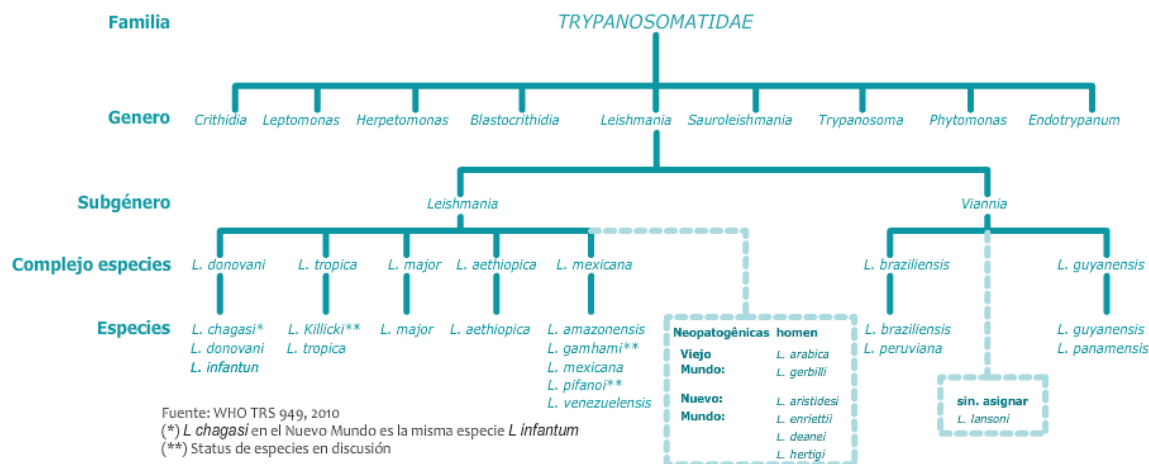 Familia TRYPANOSOMATIDAE
Genero Crithidia Leptomonas Herpetomonas Blastocrithidia Leishmania Sauroleishmania Trypanosoma Phytomonas Endotrypanum
Subgénero Leishmania Viannia
Complejo especies L. donovani L. tropica L. major L. aethiopica L. mexicana L. braziliensis L. guyanensis
Especies L. chagasi* L. Killicki** L. major L. aethiopica L. amazonensis L. braziliensis L. guyanensis
L. donovani L. tropica L. gamhami** L. peruviana L. panamensis
L. infantun L. mexicana
L. pifanoi**
L. venezuelensis
Neopatogênicas homen
Viejo L. arabica
Mundo: L. gerbilli
Nuevo: L. aristidesi
Mundo: L. enriettii
L. deanei
L. hertigi
sin. asignar
L. lansoni
Fuente: WHO TRS 949, 2010
(*) L chagasi en el Nuevo Mundo es la misma especie L infantum
(**) Status de especies en discusión